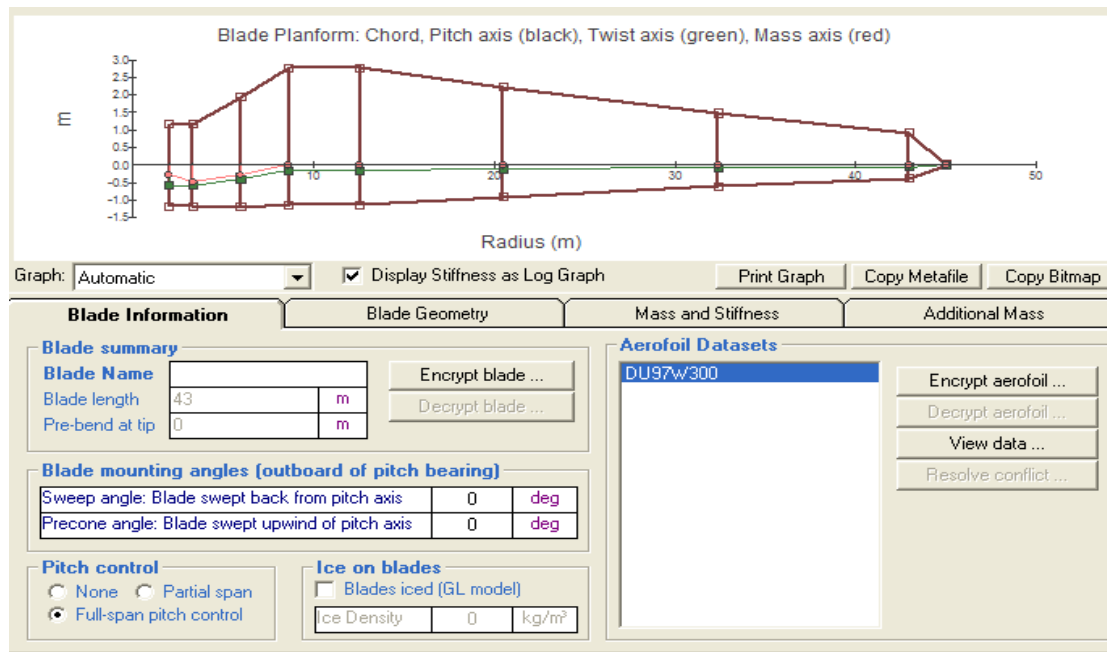 Blade Planform: Chord, Pitch axis (black), Twist axis (green), Mass axis (red)
3.0
2.5
2.0
1.5
1.0
0.5
0.0
-0.5
-1.0
-1.5
m
10
20
30
40
50
Radius (m)
Graph: Automatic
Display Stiffness as Log Graph
Print Graph
Copy Metafile
Copy Bitmap
Blade Information
Blade Geometry
Mass and Stiffness
Additional Mass
Blade summary
Blade Name
Blade length 43 m
Pre-bend at tip 0 m
Encrypt blade ...
Decrypt blade ...
Blade mounting angles (outboard of pitch bearing)
Sweep angle: Blade swept back from pitch axis 0 deg
Precone angle: Blade swept upwind of pitch axis 0 deg
Pitch control
None Partial span
Full-span pitch control
Ice on blades
Blades iced (GL model)
Ice Density 0 kg/m³
Aerofoil Datasets
DU97W300
Encrypt aerofoil ...
Decrypt aerofoil ...
View data ...
Resolve conflict ...